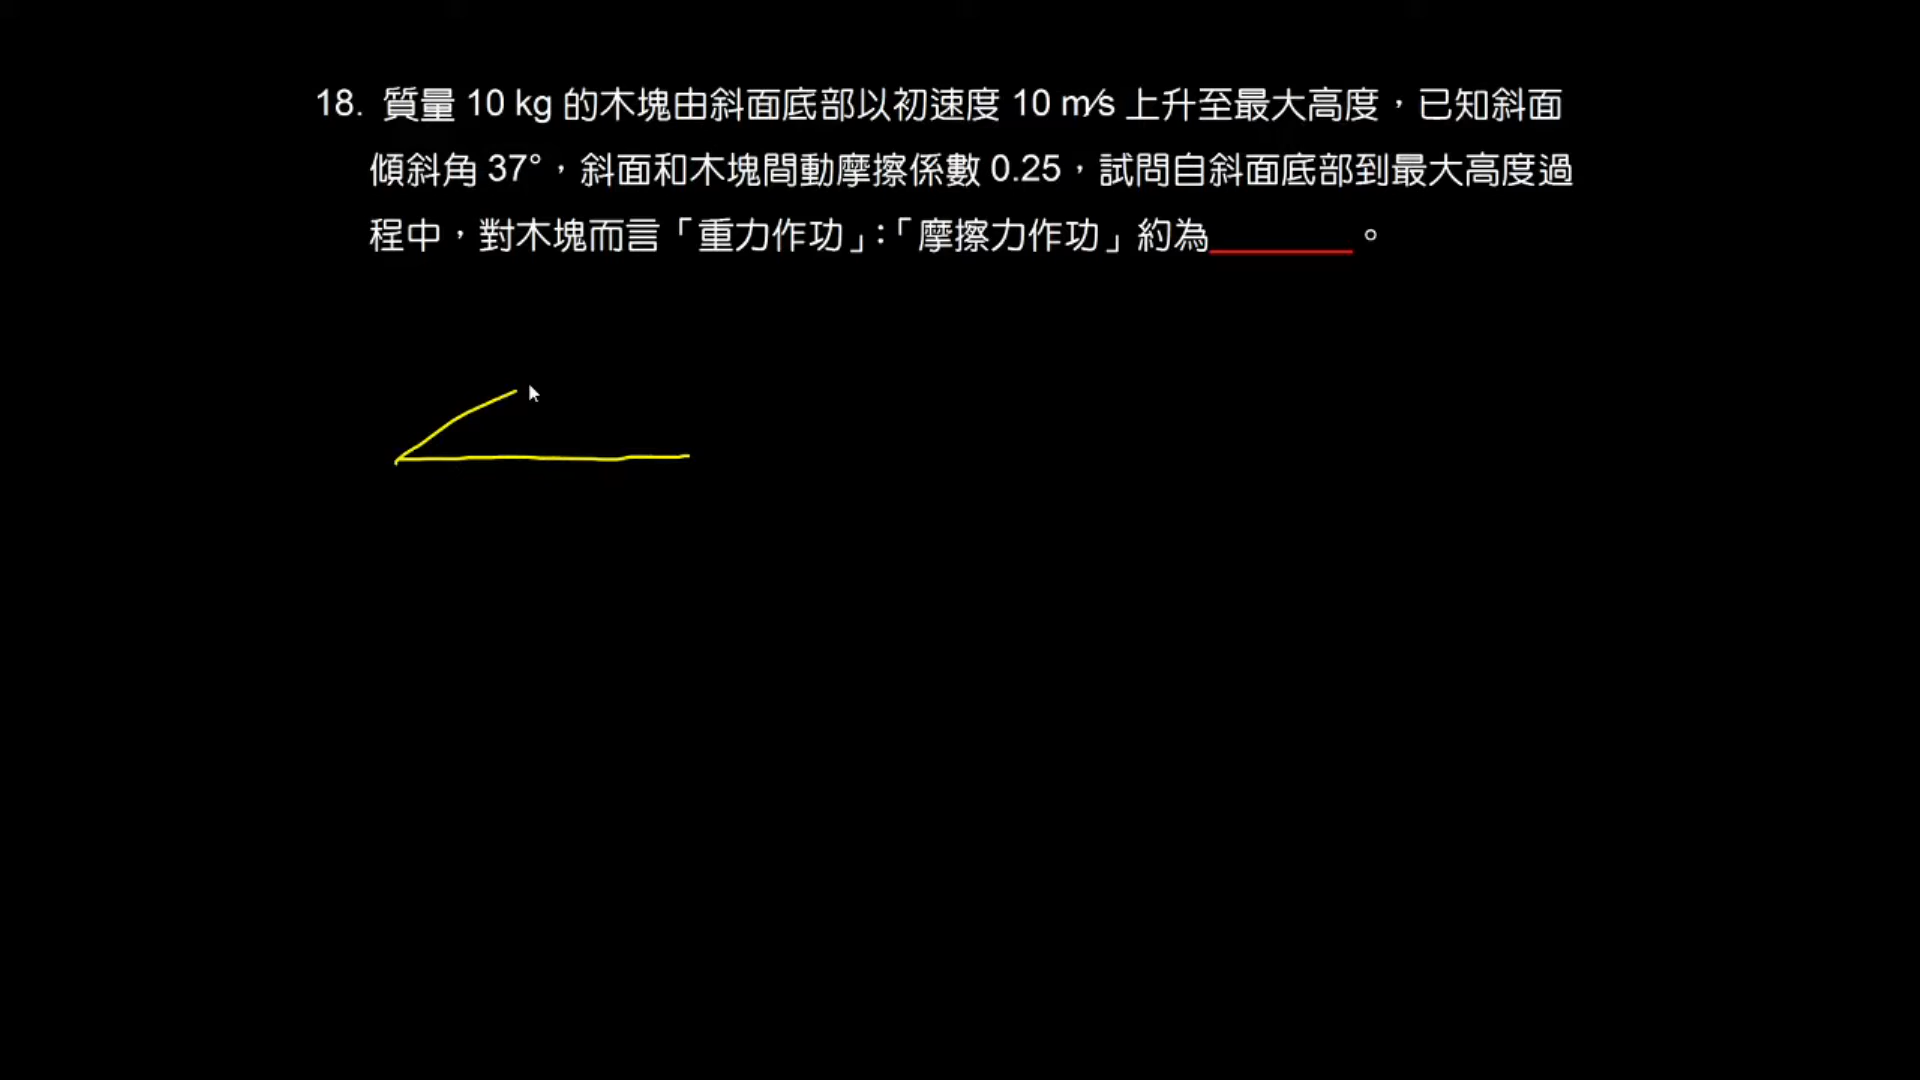 18. 質量 10 kg 的木塊由斜面底部以初速度 10 m/s 上升至最大高度，已知斜面
傾斜角 37°，斜面和木塊間動摩擦係數 0.25，試問自斜面底部到最大高度過
程中，對木塊而言「重力作功」:「摩擦力作功」約為________。